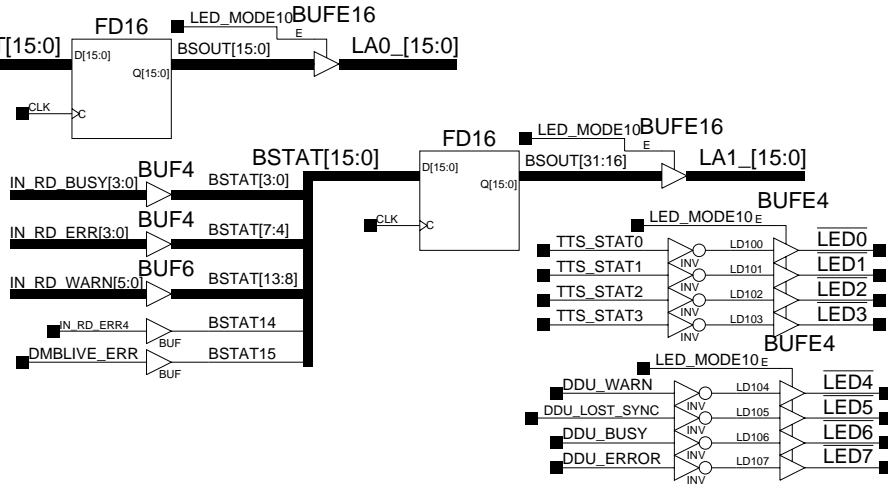 LED_MODE10 BUFE16
FD16
E
T[15:0]
D[15:0]
BSOUT[15:0]
LA0_[15:0]
Q[15:0]
CLK
C
FD16
LED_MODE10 BUFE16
E
BSTAT[15:0]
D[15:0]
BSOUT[31:16]
LA1_[15:0]
Q[15:0]
CLK
C
BUF4
IN_RD_BUSY[3:0]
BSTAT[3:0]
BUF4
IN_RD_ERR[3:0]
BSTAT[7:4]
BUF6
IN_RD_WARN[5:0]
BSTAT[13:8]
IN_RD_ERR4
BUF
BSTAT14
DMBLIVE_ERR
BUF
BSTAT15
BUFE4
LED_MODE10 E
TTS_STAT0
INV
LD100
LED0
TTS_STAT1
INV
LD101
LED1
TTS_STAT2
INV
LD102
LED2
TTS_STAT3
INV
LD103
LED3
BUFE4
LED_MODE10 E
DDU_WARN
INV
LD104
LED4
DDU_LOST_SYNC
INV
LD105
LED5
DDU_BUSY
INV
LD106
LED6
DDU_ERROR
INV
LD107
LED7